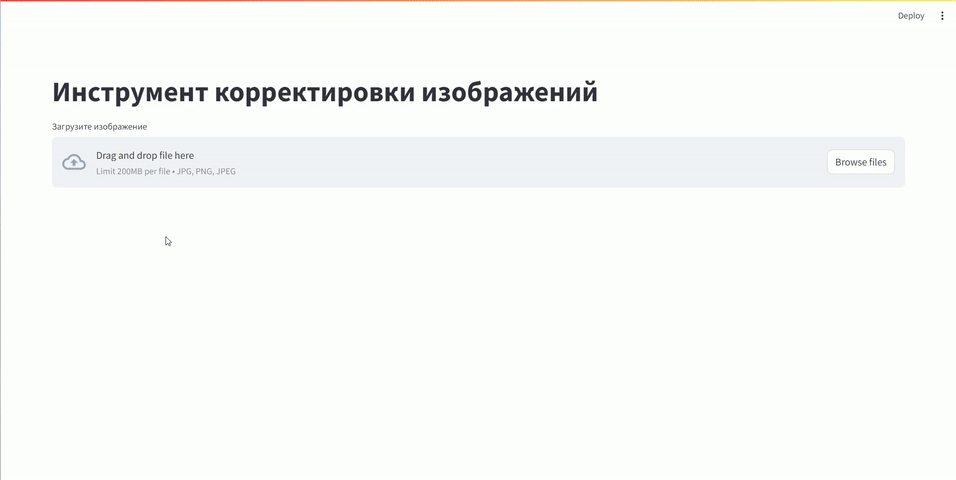 Deploy
Инструмент корректировки изображений
Загрузите изображение
Drag and drop file here
Limit 200MB per file • JPG, PNG, JPEG
Browse files